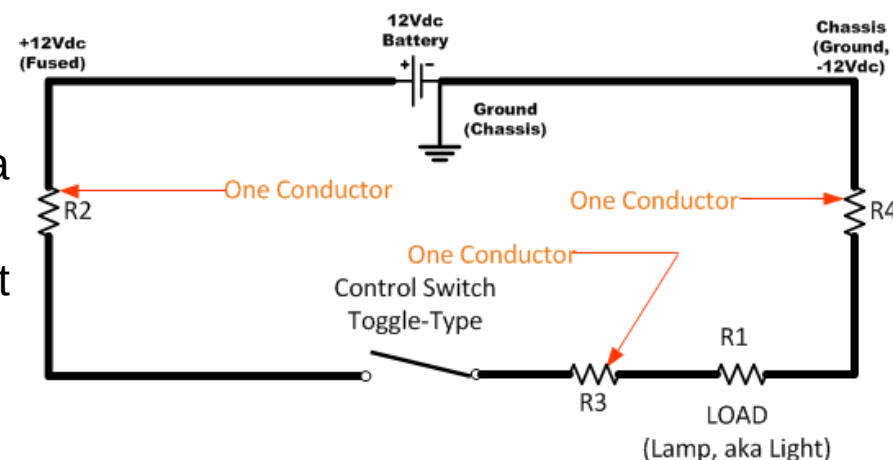 12Vdc
Battery
+12Vdc
(Fused)
Chassis
(Ground,
-12Vdc)
+ -
Ground
(Chassis)
a
One Conductor
R2
One Conductor
R4
One Conductor
t
Control Switch
Toggle-Type
R1
R3
LOAD
(Lamp, aka Light)